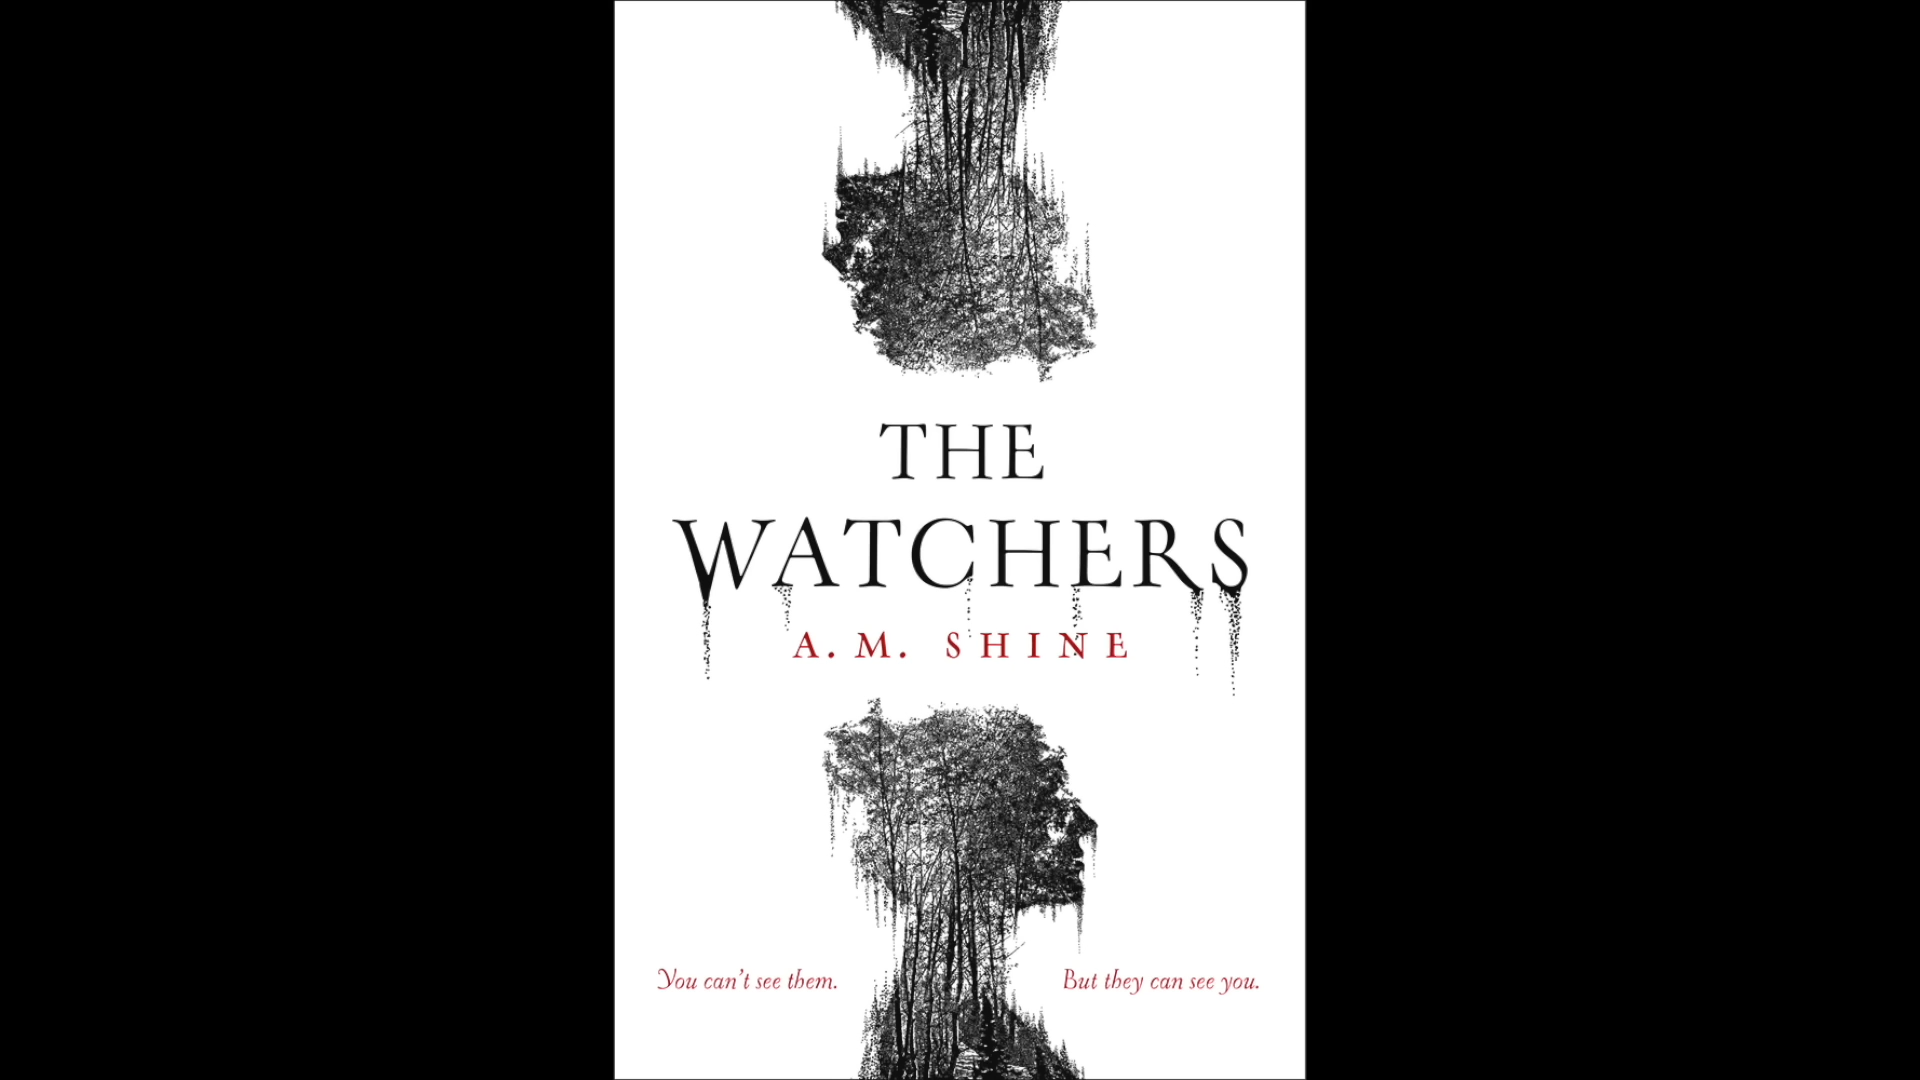 THE
WATCHERS
A. M. SHINE
You can't see them. But they can see you.